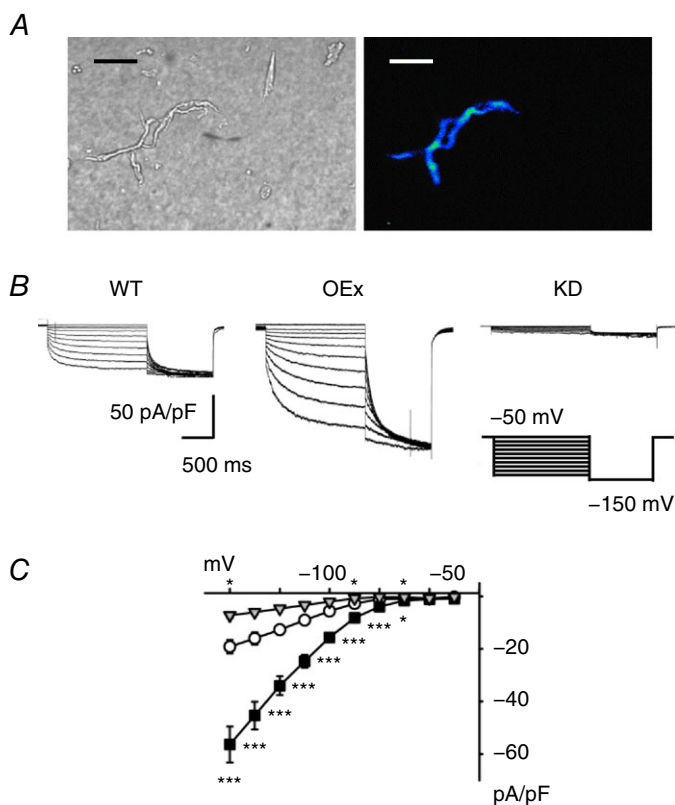 A
B
WT OEx KD
50 pA/pF
500 ms
−50 mV
−150 mV
C
mV −100 −50
* * *
*** *
***
***
−20
***
***
−40
***
***
−60
pA/pF